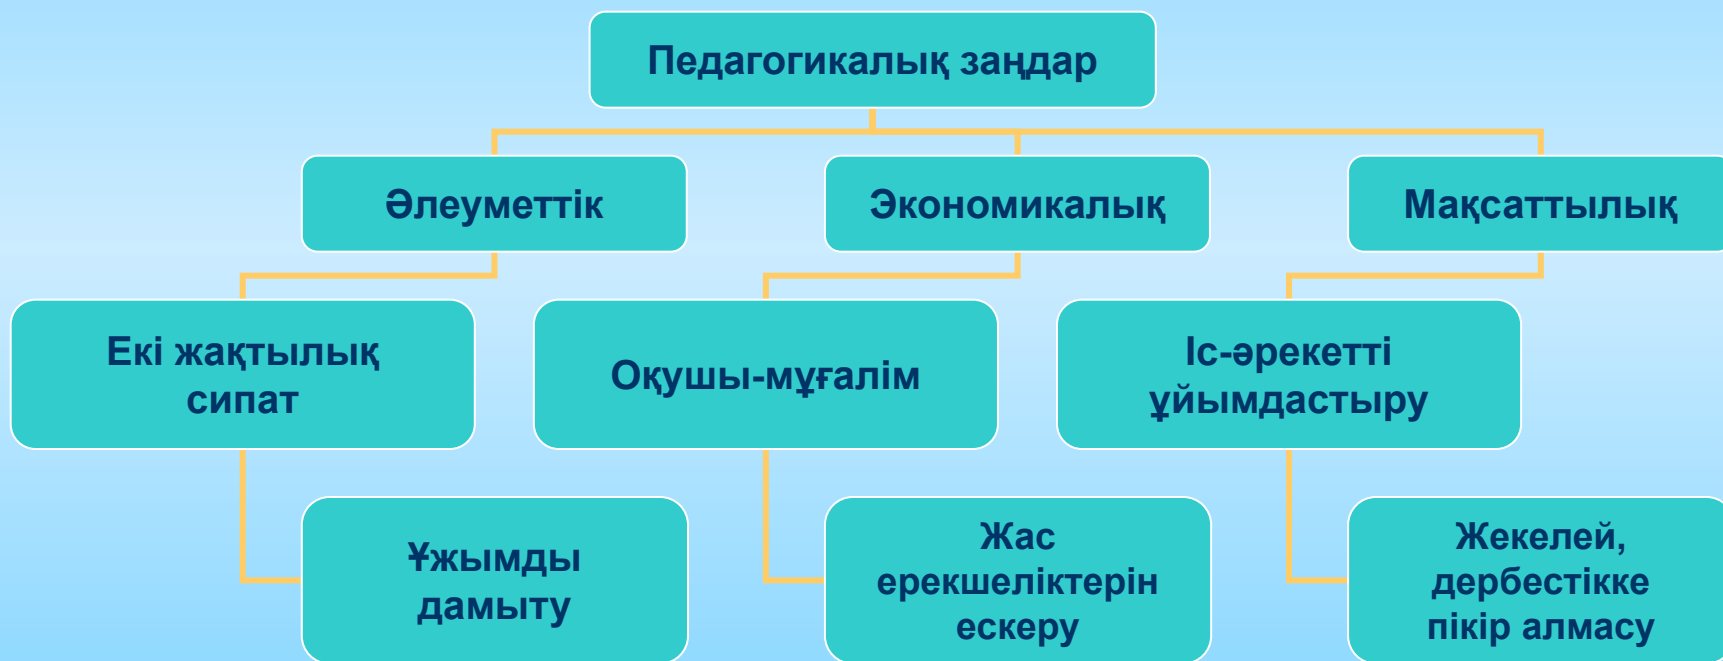 Педагогикалық заңдар
Әлеуметтік
Экономикалық
Мақсаттылық
Екі жақтылық
сипат
Оқушы-мұғалім
Іс-әрекетті
ұйымдастыру
Ұжымды
дамыту
Жас
ерекшеліктерін
ескеру
Жекелей,
дербестікке
пікір алмасу